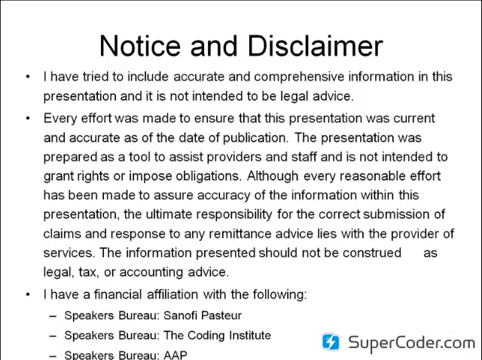 Notice and Disclaimer
• I have tried to include accurate and comprehensive information in this
presentation and it is not intended to be legal advice.
• Every effort was made to ensure that this presentation was current
and accurate as of the date of publication. The presentation was
prepared as a tool to assist providers and staff and is not intended to
grant rights or impose obligations. Although every reasonable effort
has been made to assure accuracy of the information within this
presentation, the ultimate responsibility for the correct submission of
claims and response to any remittance advice lies with the provider of
services. The information presented should not be construed as
legal, tax, or accounting advice.
• I have a financial affiliation with the following:
– Speakers Bureau: Sanofi Pasteur
– Speakers Bureau: The Coding Institute
– Speakers Bureau: AAP
SuperCoder.com